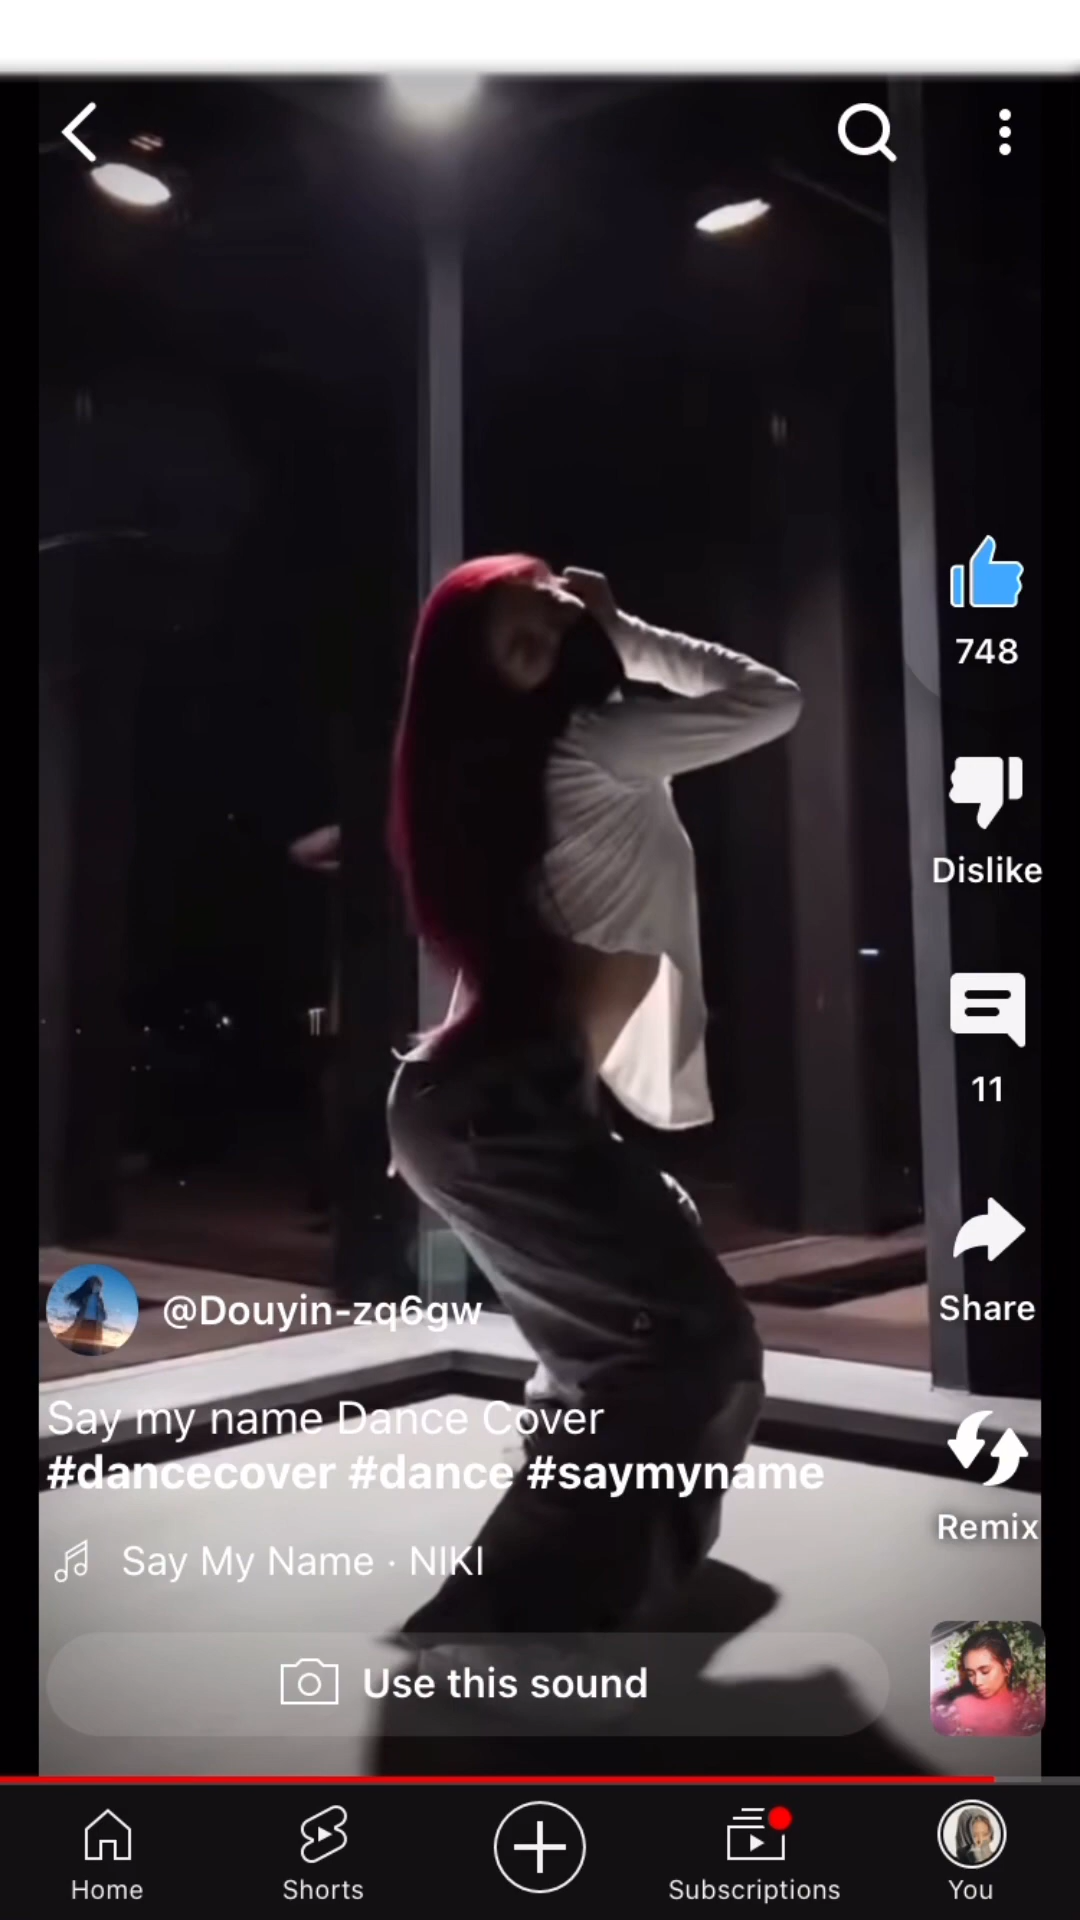 748
Dislike
11
Share
Remix
@Douyin-zq6gw
Say my name Dance Cover
#dancecover #dance #saymyname
Say My Name · NIKI
Use this sound
Home
Shorts
Subscriptions
You